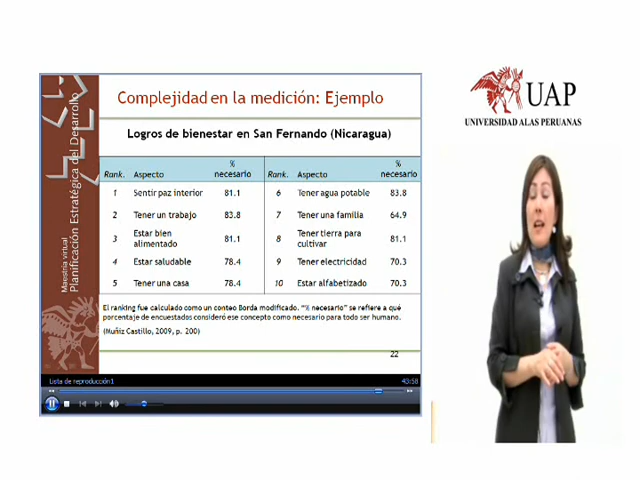 Complejidad en la medición: Ejemplo
Logros de bienestar en San Fernando (Nicaragua)
Rank. Aspecto % necesario Rank. Aspecto % necesario
1 Sentir paz interior 81.1 6 Tener agua potable 83.8
2 Tener un trabajo 83.8 7 Tener una familia 64.9
3 Estar bien alimentado 81.1 8 Tener tierra para cultivar 81.1
4 Estar saludable 78.4 9 Tener electricidad 70.3
5 Tener una casa 78.4 10 Estar alfabetizado 70.3
El ranking fue calculado como un conteo Borda modificado. "% necesario" se refiere a qué
porcentaje de encuestados consideró ese concepto como necesario para todo ser humano.
(Muñiz Castillo, 2009, p. 200)
22
Maestría virtual
Planificación Estratégica del Desarrollo
Lista de reproducción1 43:58
UAP
UNIVERSIDAD ALAS PERUANAS